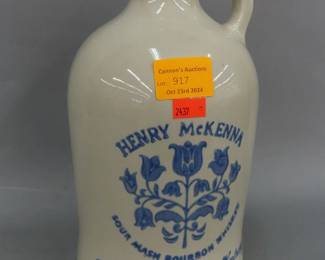 Cannon's Auctions
Lot: 917
Oct 23rd 2024
2437
HENRY McKENNA
SOUR MASH BOURBON WHISKEY